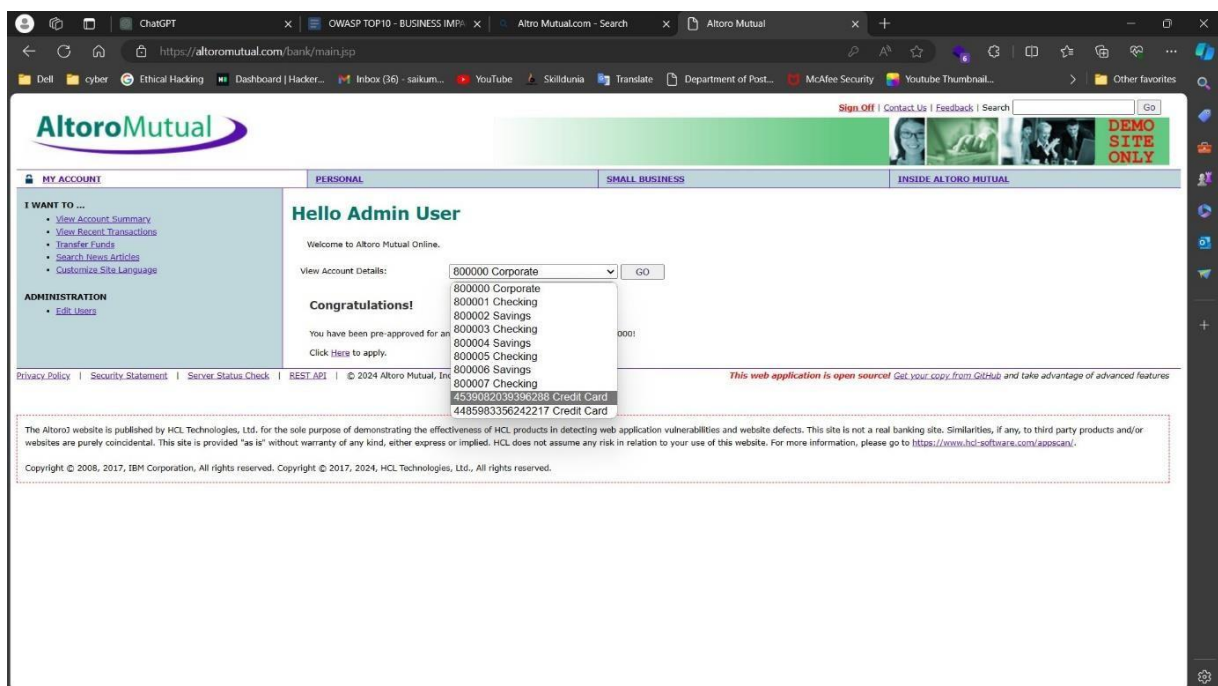 ChatGPT
OWASP TOP10 - BUSINESS IMPA
Altro Mutual.com - Search
Altoro Mutual
https://altoromutual.com/bank/main.jsp
Dell
cyber
Ethical Hacking
Dashboard | Hacker...
Inbox (36) - saikum...
YouTube
Skilldunia
Translate
Department of Post...
McAfee Security
Youtube Thumbnail...
Other favorites
Sign Off | Contact Us | Feedback | Search
Go
AltoroMutual
DEMO
SITE
ONLY
MY ACCOUNT
PERSONAL
SMALL BUSINESS
INSIDE ALTORO MUTUAL
I WANT TO ...
View Account Summary
View Recent Transactions
Transfer Funds
Search News Articles
Customize Site Language
ADMINISTRATION
Edit Users
Hello Admin User
Welcome to Altoro Mutual Online.
View Account Details:
800000 Corporate
GO
800000 Corporate
800001 Checking
800002 Savings
800003 Checking
800004 Savings
800005 Checking
800006 Savings
800007 Checking
4539082039396288 Credit Card
4485983356242217 Credit Card
Congratulations!
You have been pre-approved for an
000!
Click Here to apply.
Privacy Policy | Security Statement | Server Status Check | REST API | © 2024 Altoro Mutual, Inc
This web application is open source! Get your copy from GitHub and take advantage of advanced features
The AltoroJ website is published by HCL Technologies, Ltd. for the sole purpose of demonstrating the effectiveness of HCL products in detecting web application vulnerabilities and website defects. This site is not a real banking site. Similarities, if any, to third party products and/or
websites are purely coincidental. This site is provided "as is" without warranty of any kind, either express or implied. HCL does not assume any risk in relation to your use of this website. For more information, please go to https://www.hcl-software.com/appscan/.
Copyright © 2008, 2017, IBM Corporation, All rights reserved. Copyright © 2017, 2024, HCL Technologies, Ltd., All rights reserved.